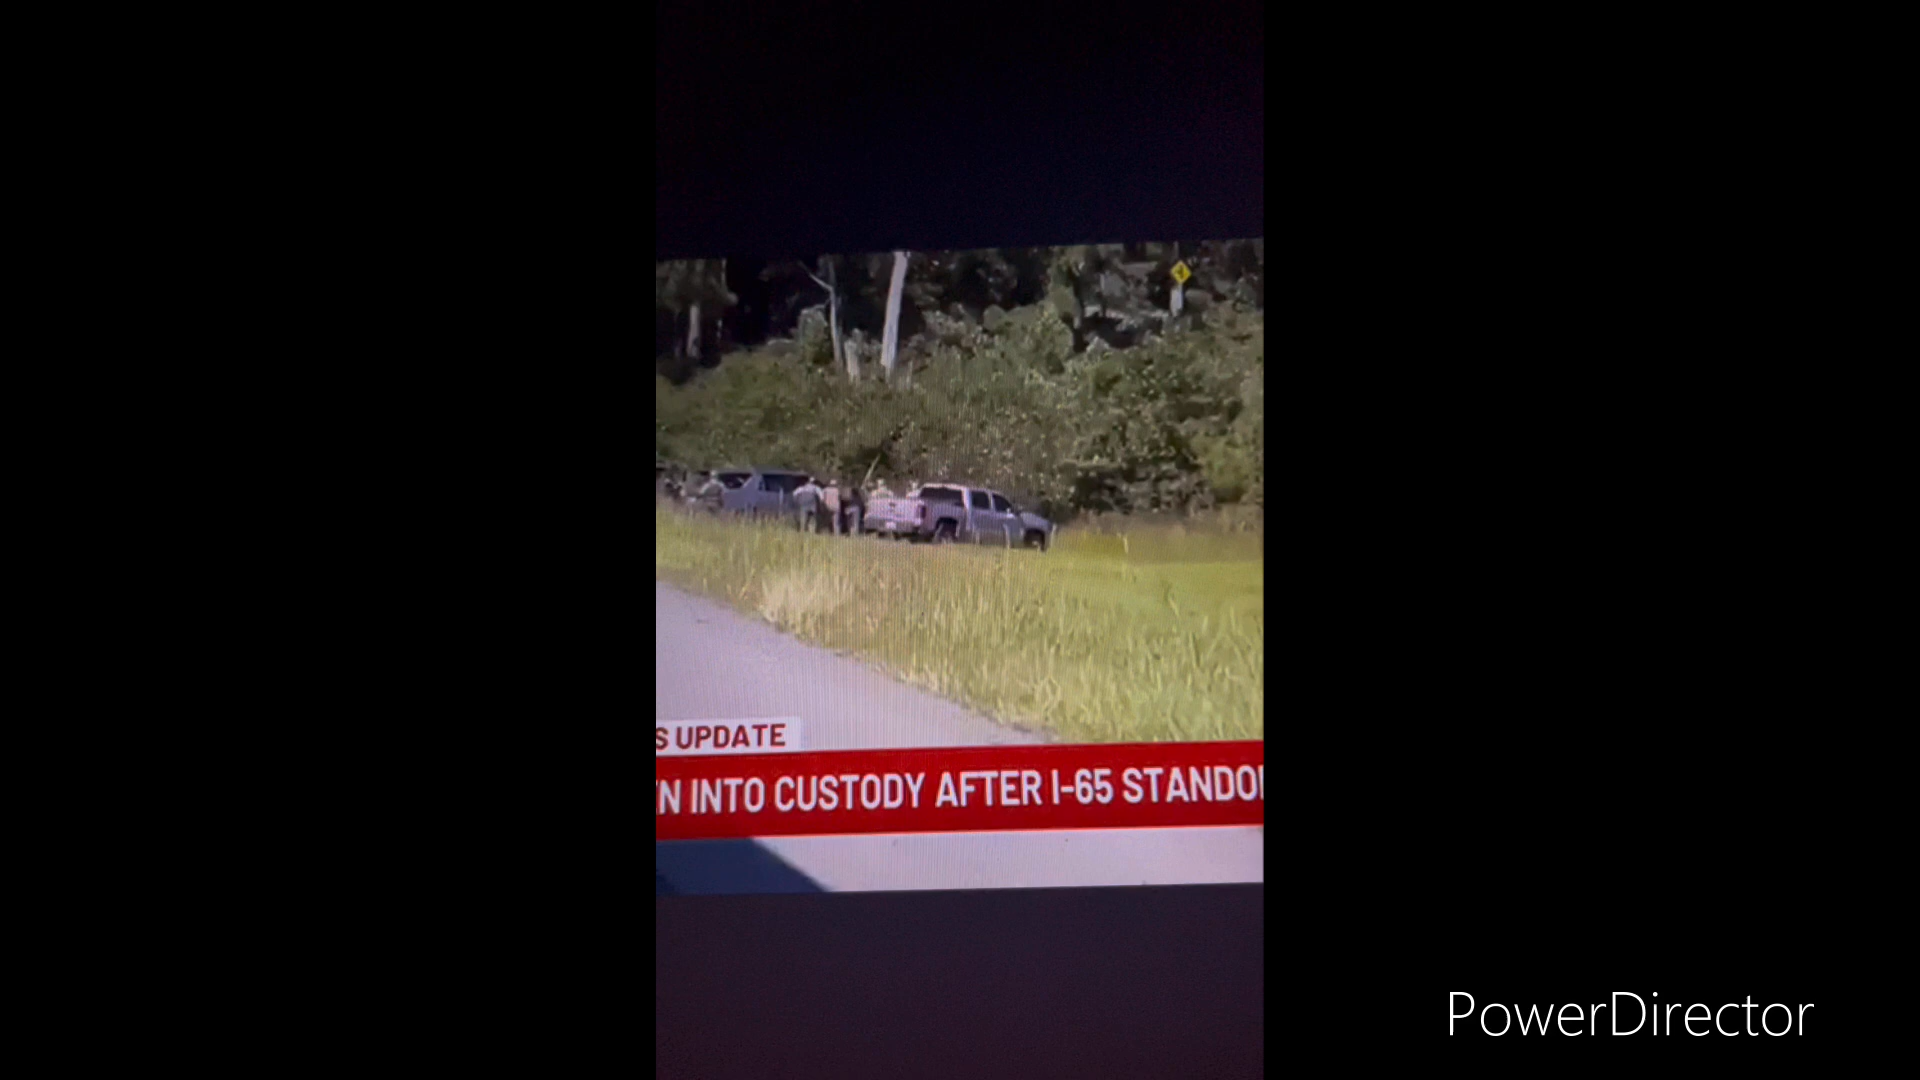 S UPDATE
N INTO CUSTODY AFTER I-65 STANDO
PowerDirector